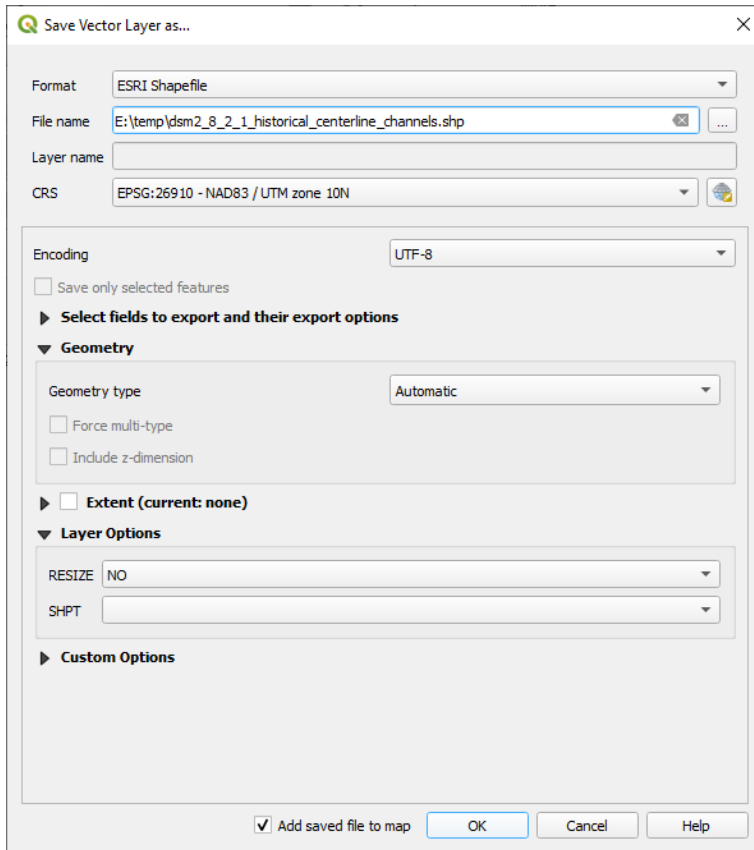 Save Vector Layer as...
Format ESRI Shapefile
File name E:\temp\dsm2_8_2_1_historical_centerline_channels.shp ...
Layer name
CRS EPSG:26910 - NAD83 / UTM zone 10N
Encoding UTF-8
Save only selected features
Select fields to export and their export options
Geometry
Geometry type Automatic
Force multi-type
Include z-dimension
Extent (current: none)
Layer Options
RESIZE NO
SHPT
Custom Options
Add saved file to map OK Cancel Help